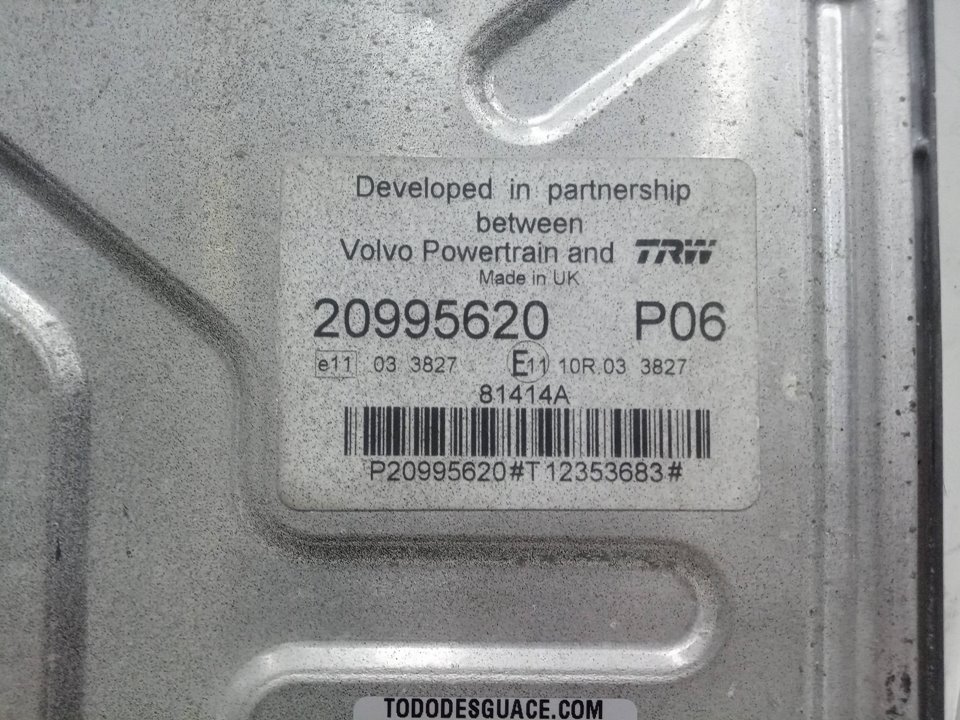 Developed in partnership
between
Volvo Powertrain and TRW
Made in UK
20995620 P06
e11 03 3827 E11 10R 03 3827
81414A
P20995620#T12353683#
TODODESGUACE.COM